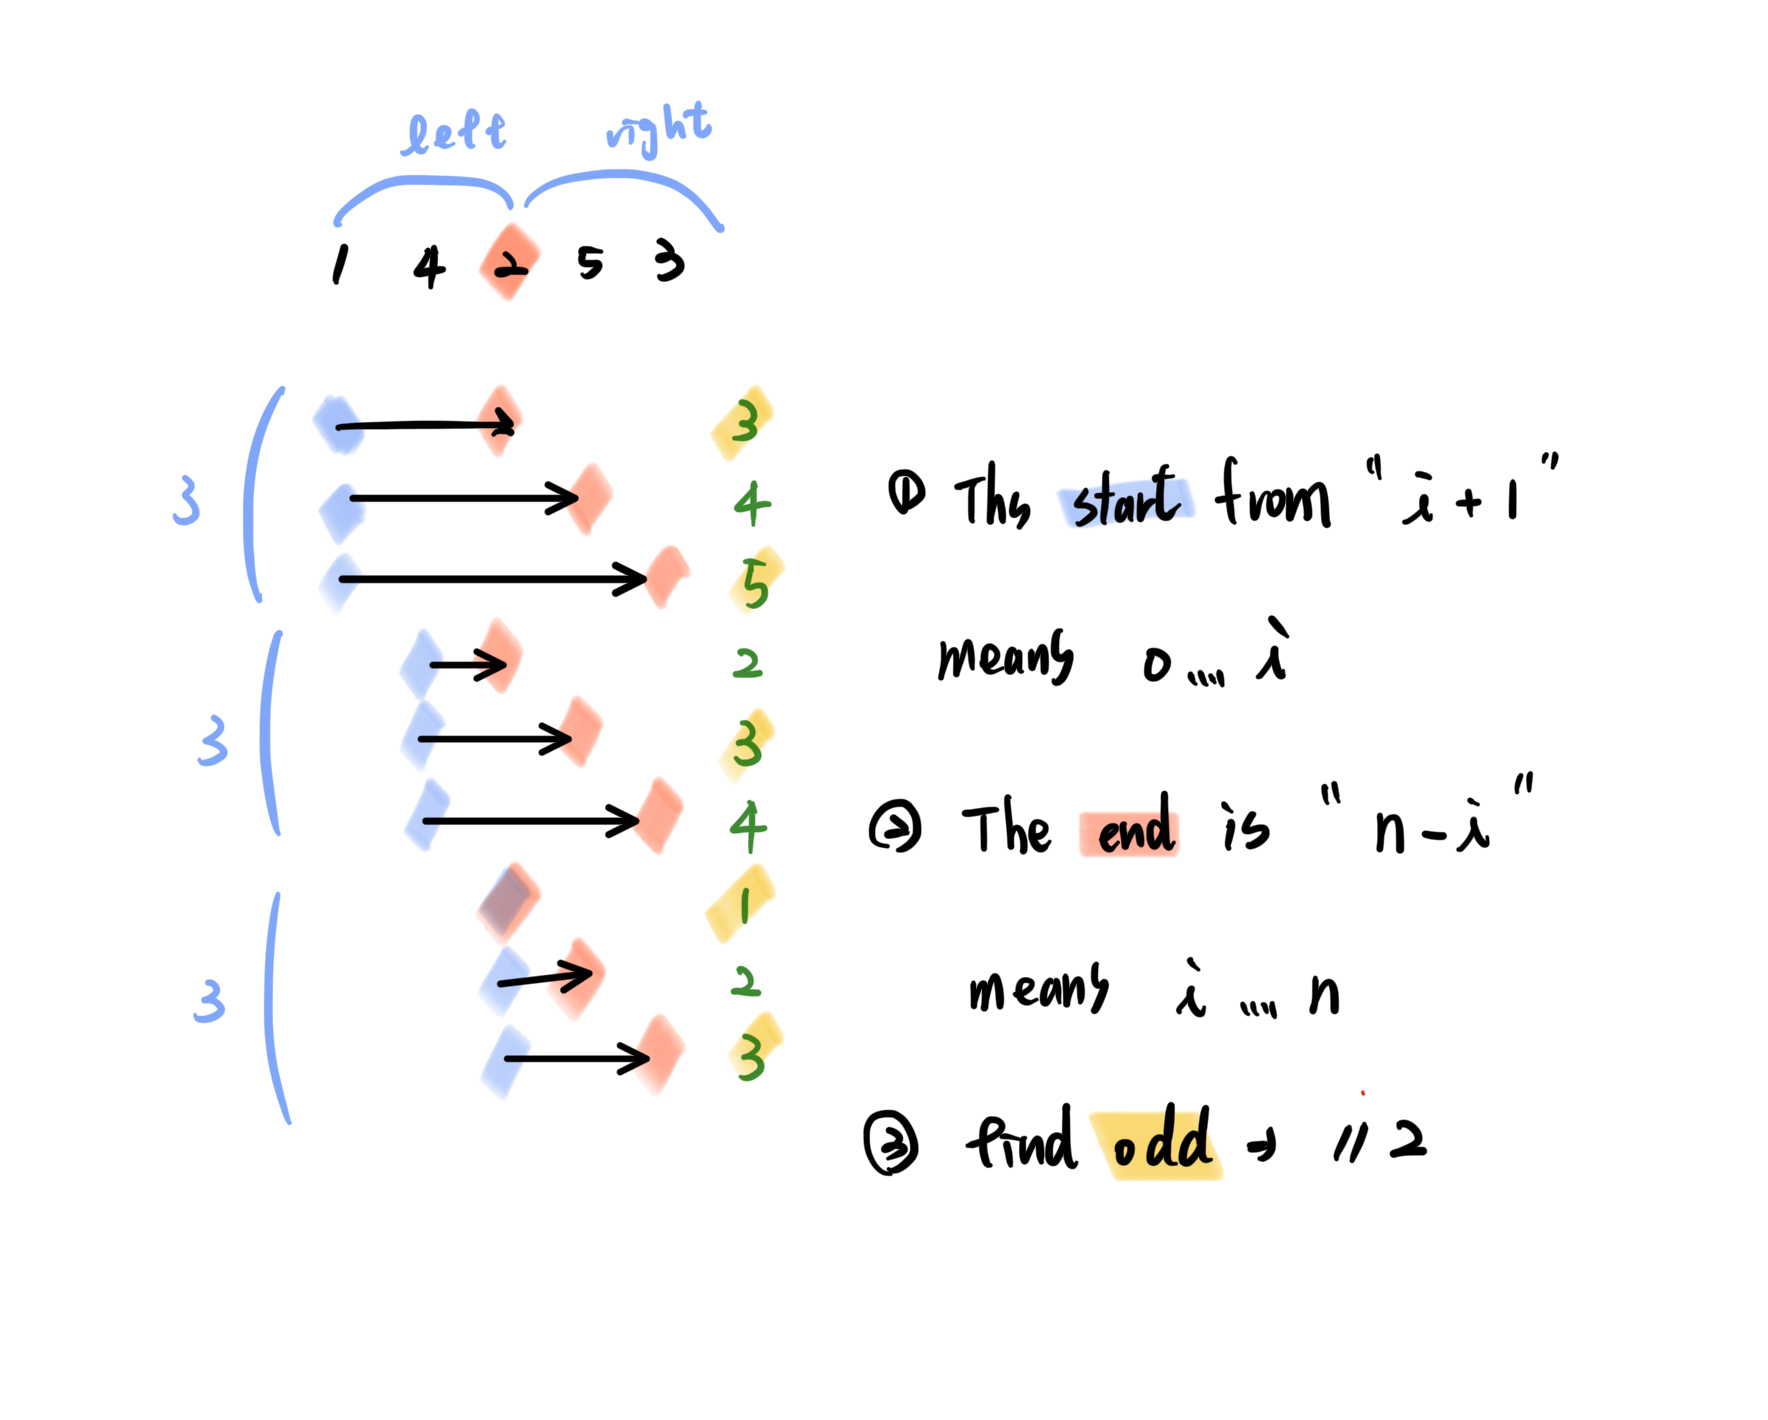 left right
1 4 2 5 3
3
4
5
3
2
3
4
3
1
2
3
3
① Ths start from "i+1"
means 0.... i
② The end is "n-i"
means i .... n
③ find odd → //2